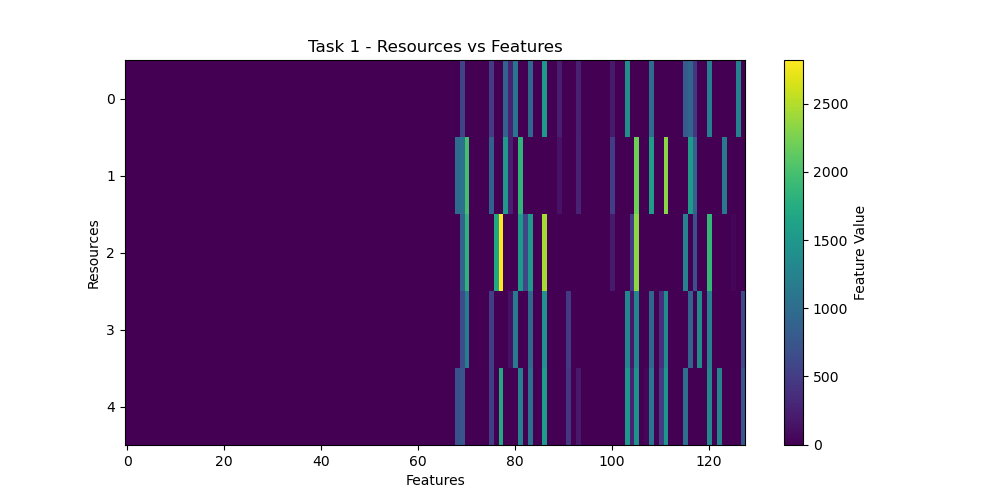 Task 1 - Resources vs Features
Resources
0
1
2
3
4
0 20 40 60 80 100 120
Features
2500
2000
1500
1000
500
0
Feature Value